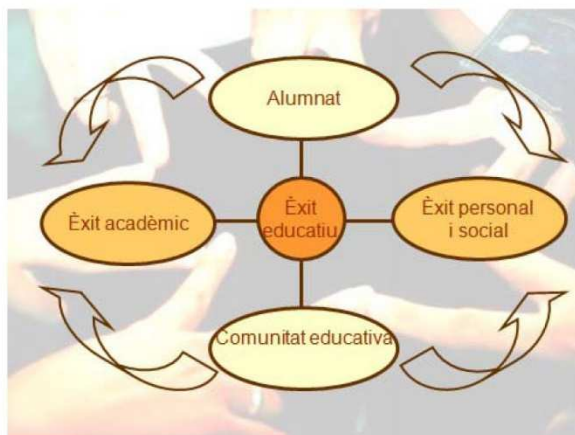 Alumnat
Èxit acadèmic
Èxit
educatiu
Èxit personal
i social
Comunitat educativa